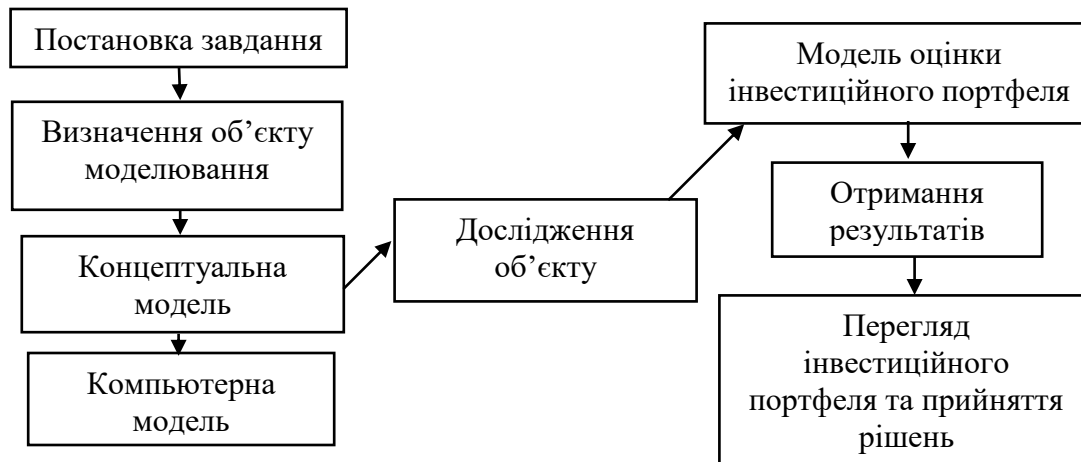 Постановка завдання
Визначення об’єкту
моделювання
Концептуальна
модель
Компьютерна
модель
Дослідження
об’єкту
Модель оцінки
інвестиційного портфеля
Отримання
результатів
Перегляд
інвестиційного
портфеля та прийняття
рішень